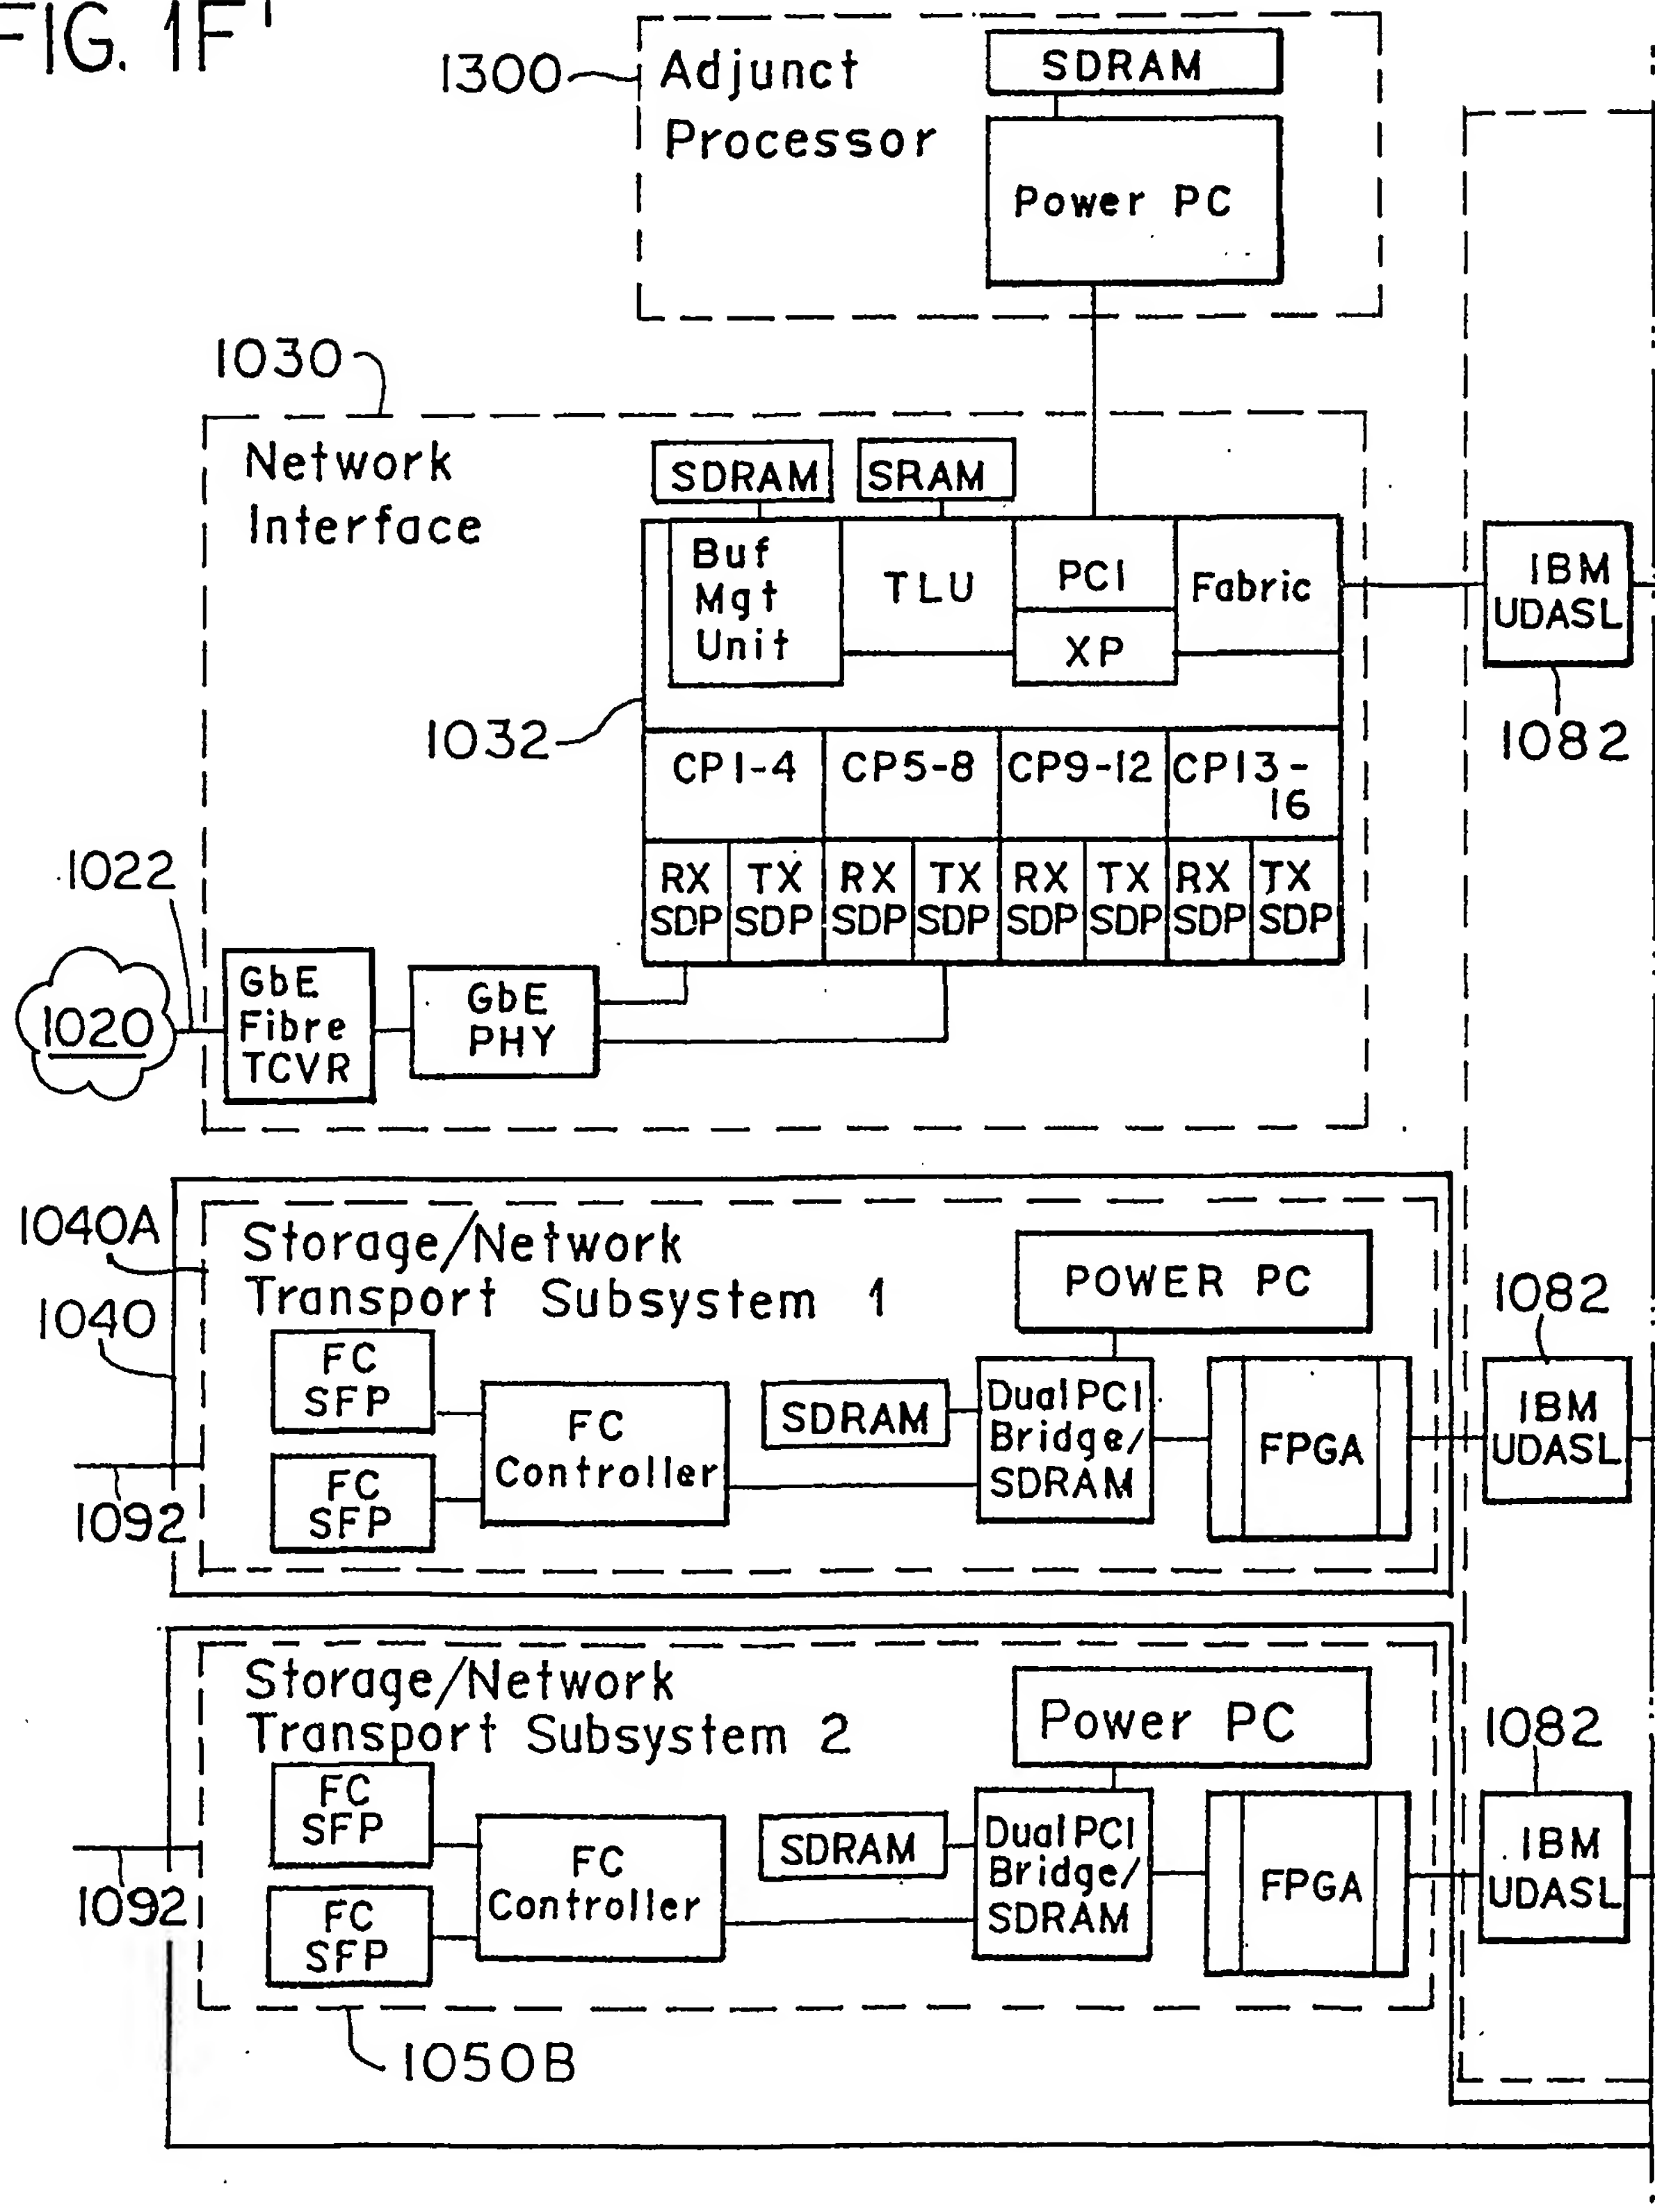 FIG. 1F'
1300
Adjunct
Processor
SDRAM
Power PC
1030
Network
Interface
SDRAM
SRAM
Buf
Mgt
Unit
TLU
PCI
XP
Fabric
IBM
UDASL
1082
1032
CP1-4
CP5-8
CP9-12
CP13-
16
RX
SDP
TX
SDP
RX
SDP
TX
SDP
RX
SDP
TX
SDP
RX
SDP
TX
SDP
1022
1020
GbE
Fibre
TCVR
GbE
PHY
1040A
1040
Storage/Network
Transport Subsystem 1
POWER PC
1082
FC
SFP
FC
SFP
FC
Controller
SDRAM
Dual PCI
Bridge/
SDRAM
FPGA
IBM
UDASL
1092
Storage/Network
Transport Subsystem 2
Power PC
1082
FC
SFP
FC
SFP
FC
Controller
SDRAM
Dual PCI
Bridge/
SDRAM
FPGA
IBM
UDASL
1092
1050B